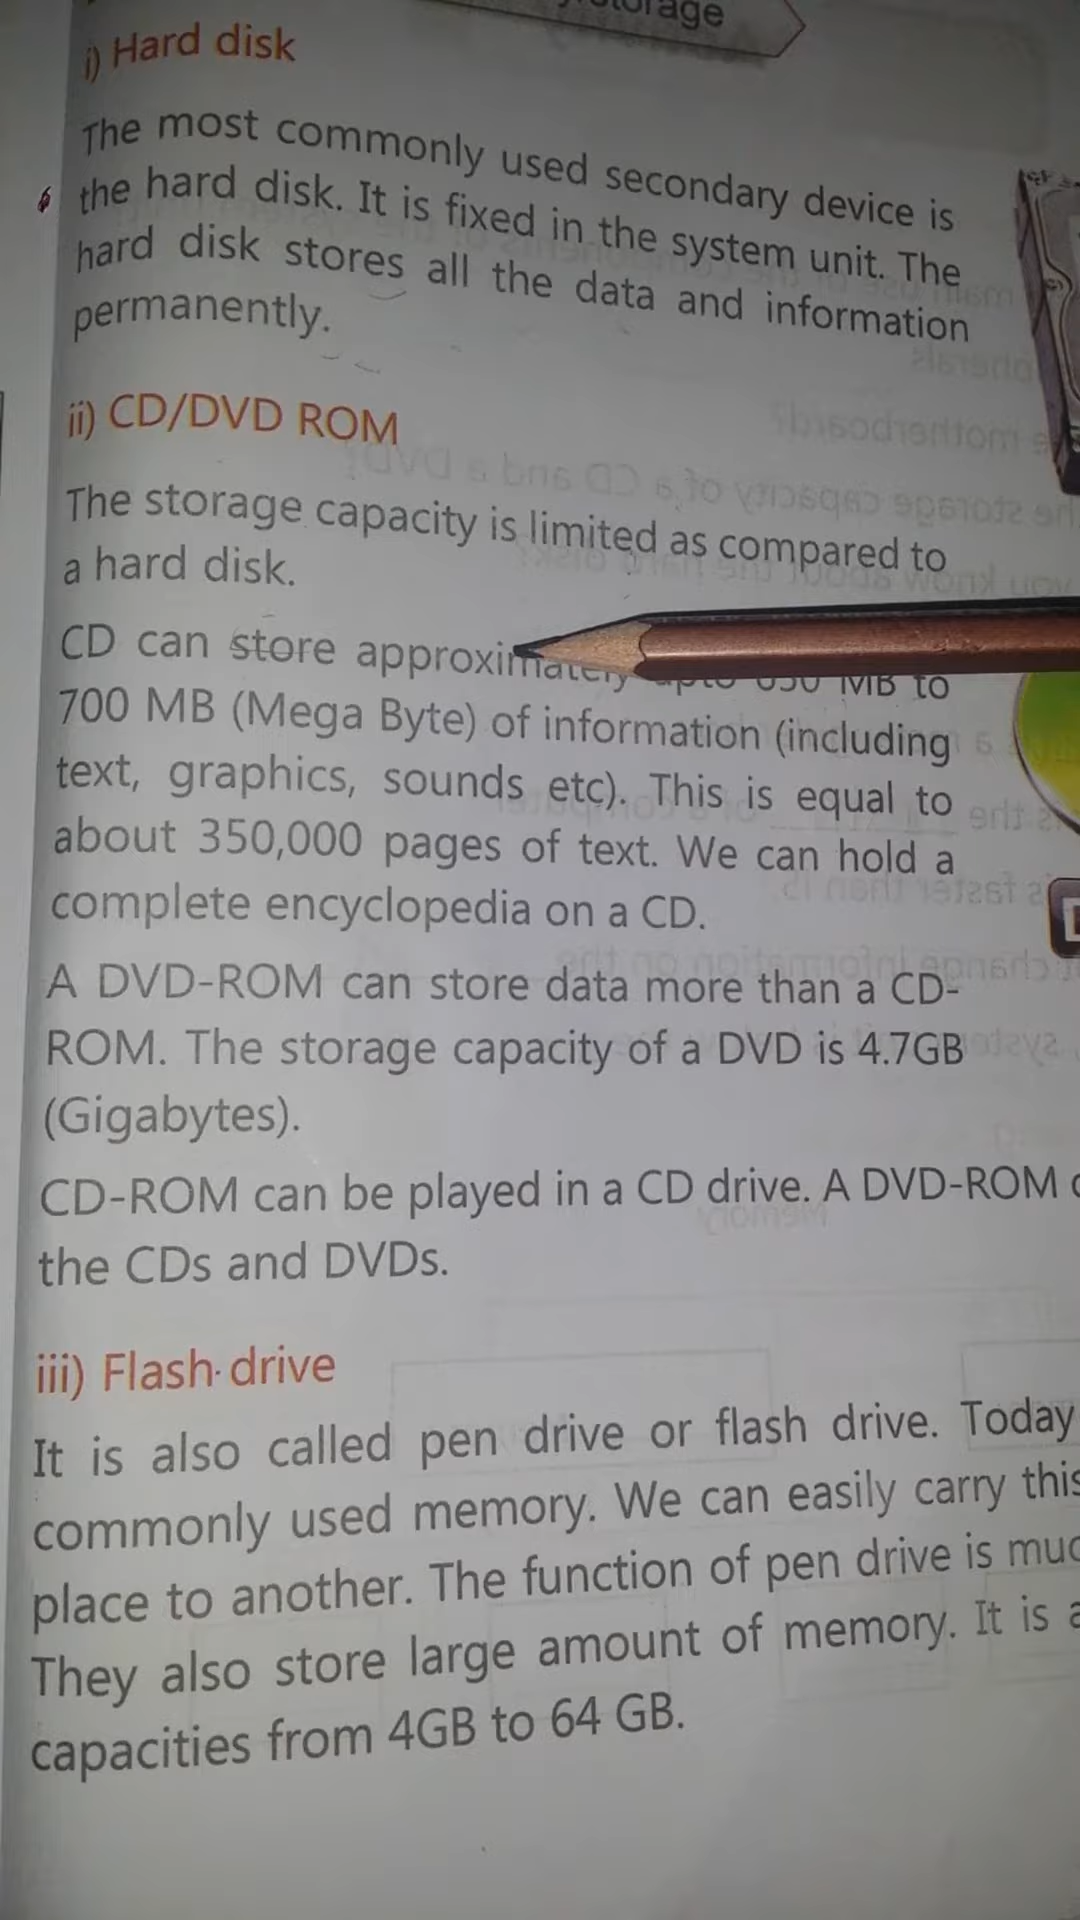 torage
i) Hard disk
The most commonly used secondary device is
the hard disk. It is fixed in the system unit. The
hard disk stores all the data and information
permanently.
ii) CD/DVD ROM
The storage capacity is limited as compared to
a hard disk.
CD can store approximately upto 650 MB to
700 MB (Mega Byte) of information (including
text, graphics, sounds etc). This is equal to
about 350,000 pages of text. We can hold a
complete encyclopedia on a CD.
A DVD-ROM can store data more than a CD-
ROM. The storage capacity of a DVD is 4.7GB
(Gigabytes).
CD-ROM can be played in a CD drive. A DVD-ROM
the CDs and DVDs.
iii) Flash drive
It is also called pen drive or flash drive. Today
commonly used memory. We can easily carry this
place to another. The function of pen drive is muc
They also store large amount of memory. It is a
capacities from 4GB to 64 GB.